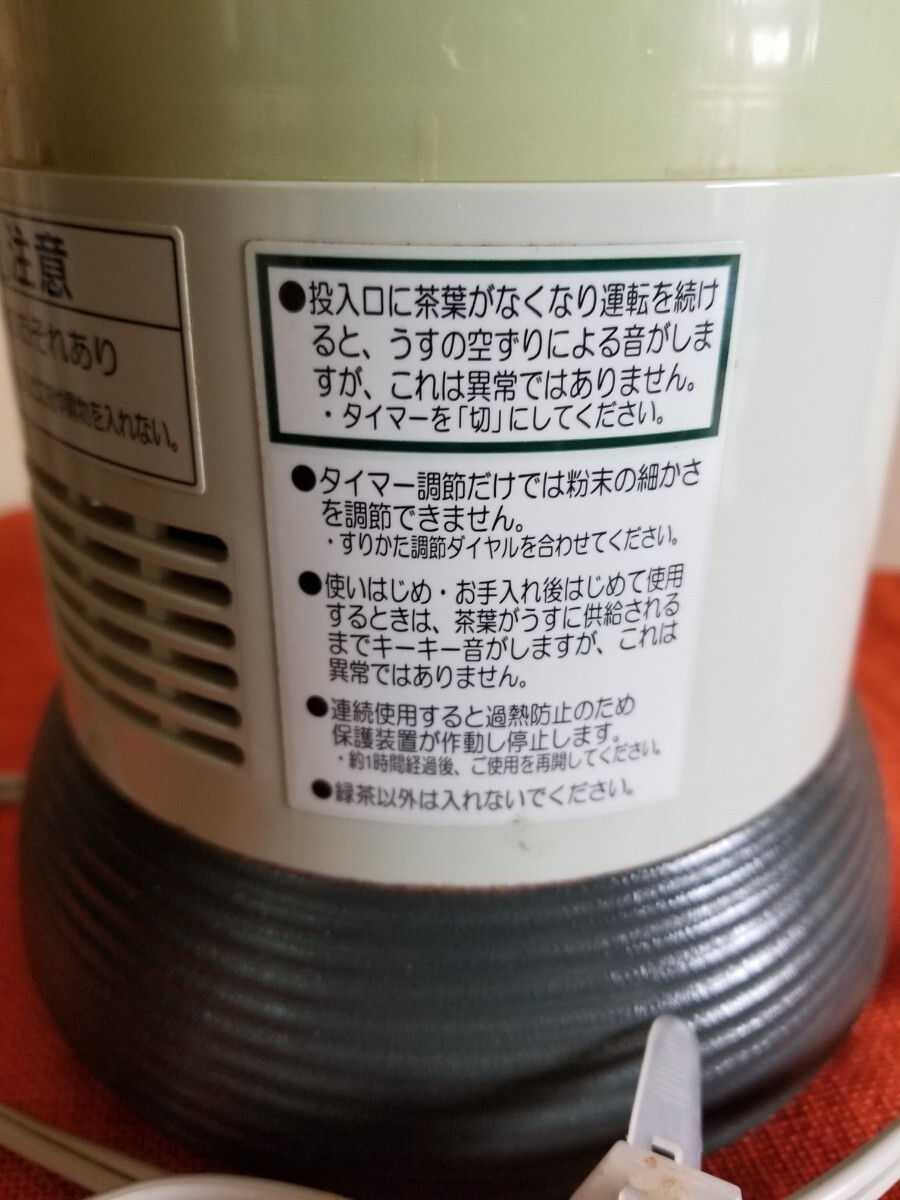 注意
それあり
を入れない。
●投入口に茶葉がなくなり運転を続け
ると、うすの空ずりによる音がしま
すが、これは異常ではありません。
・タイマーを「切」にしてください。
●タイマー調節だけでは粉末の細かさ
を調節できません。
・すりかた調節ダイヤルを合わせてください。
●使いはじめ・お手入れ後はじめて使用
するときは、茶葉がうすに供給される
までキーキー音がしますが、これは
異常ではありません。
●連続使用すると過熱防止のため
保護装置が作動し停止します。
・約1時間経過後、ご使用を再開してください。
●緑茶以外は入れないでください。